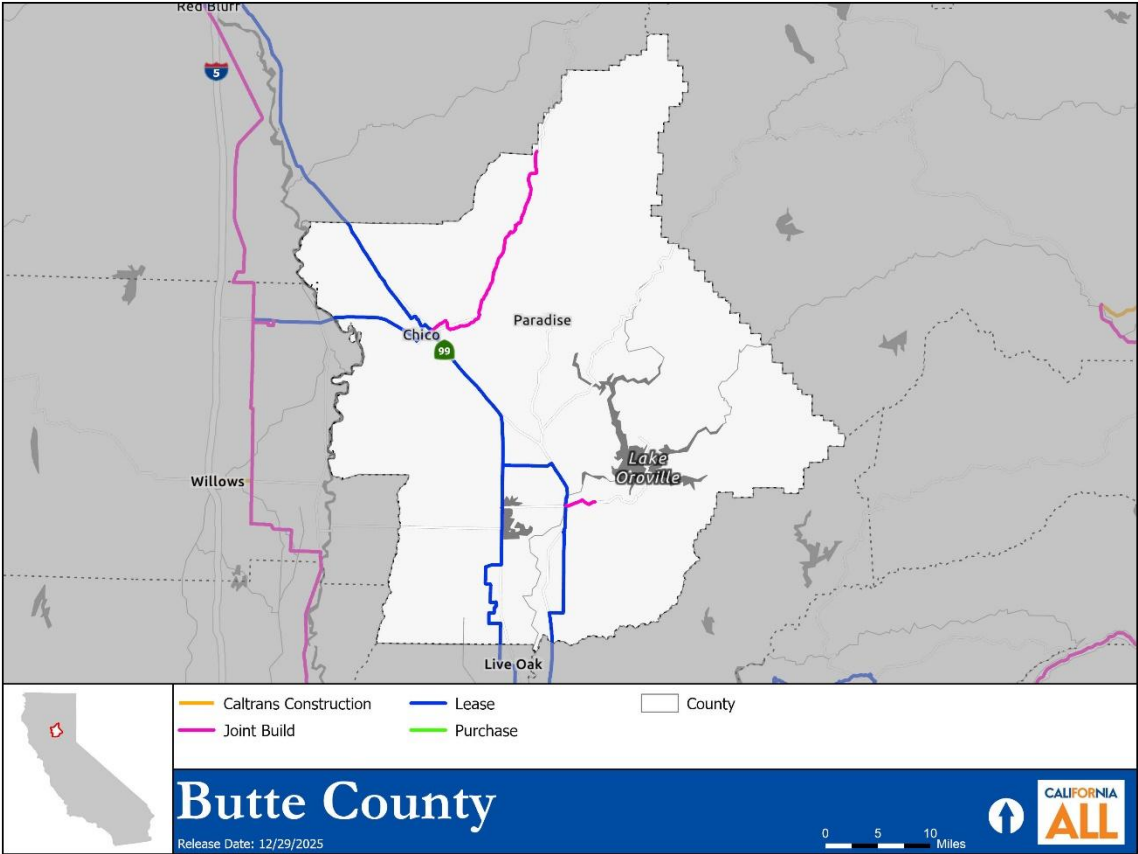 Red Bluff
5
Chico
99
Paradise
Lake
Oroville
Willows
Live Oak
Caltrans Construction
Lease
County
Joint Build
Purchase
Butte County
Release Date: 12/29/2025
0 5 10
Miles
CALIFORNIA
ALL